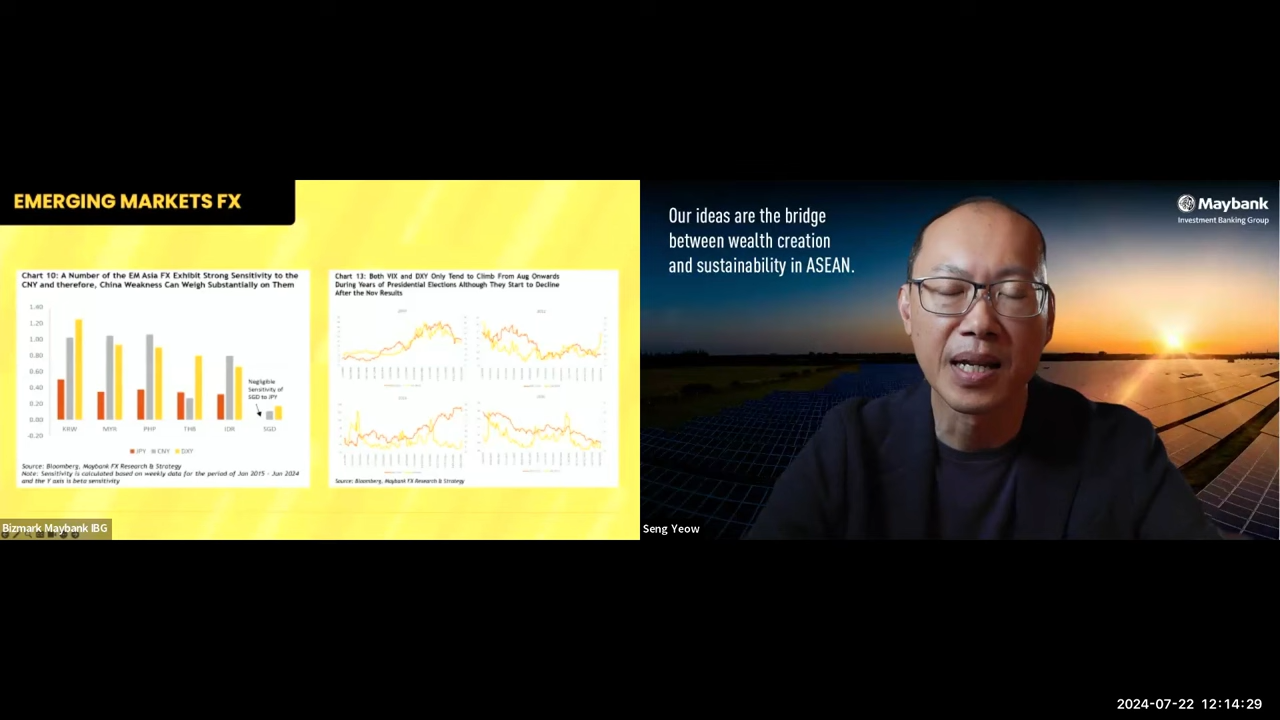 EMERGING MARKETS FX
Chart 10: A Number of the EM Asia FX Exhibit Strong Sensitivity to the
CNY and therefore, China Weakness Can Weigh Substantially on Them
1.40
1.20
1.00
0.80
0.60
0.40
0.20
0.00
-0.20
Negligible
Sensitivity of
SGD to JPY
KRW MYR PHP THB IDR SGD
JPY CNY DXY
Source: Bloomberg, Maybank FX Research & Strategy
Note: Sensitivity is calculated based on weekly data for the period of Jan 2015 - Jun 2024
and the Y axis is beta sensitivity
Chart 13: Both VIX and DXY Only Tend to Climb From Aug Onwards
During Years of Presidential Elections Although They Start to Decline
After the Nov Results
Source: Bloomberg, Maybank FX Research & Strategy
Bizmark Maybank IBG
Our ideas are the bridge
between wealth creation
and sustainability in ASEAN.
Maybank
Investment Banking Group
Seng Yeow
2024-07-22 12:14:29